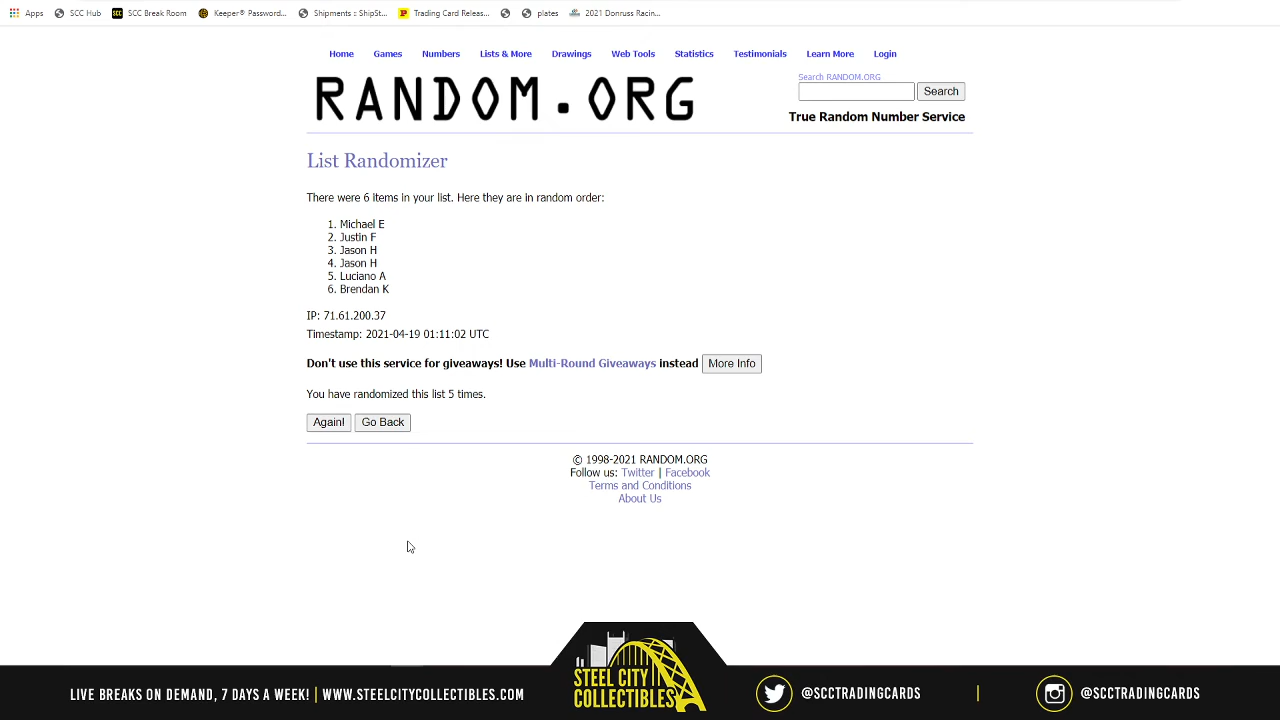 Apps SCC Hub SCC Break Room Keeper® Password... Shipments :: ShipSt... Trading Card Releas... plates 2021 Donruss Racin...
Home Games Numbers Lists & More Drawings Web Tools Statistics Testimonials Learn More Login
RANDOM.ORG
Search RANDOM.ORG
Search
True Random Number Service
List Randomizer
There were 6 items in your list. Here they are in random order:
1. Michael E
2. Justin F
3. Jason H
4. Jason H
5. Luciano A
6. Brendan K
IP: 71.61.200.37
Timestamp: 2021-04-19 01:11:02 UTC
Don't use this service for giveaways! Use Multi-Round Giveaways instead More Info
You have randomized this list 5 times.
Again! Go Back
© 1998-2021 RANDOM.ORG
Follow us: Twitter | Facebook
Terms and Conditions
About Us
LIVE BREAKS ON DEMAND, 7 DAYS A WEEK! | WWW.STEELCITYCOLLECTIBLES.COM
STEEL CITY
COLLECTIBLES
@SCCTRADINGCARDS | @SCCTRADINGCARDS